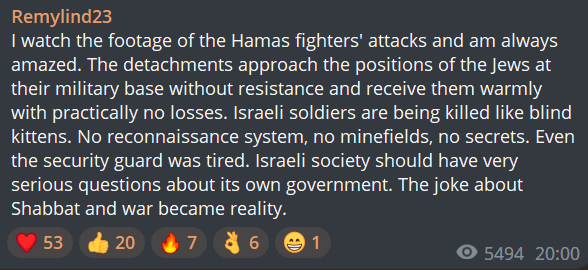 Remylind23
I watch the footage of the Hamas fighters' attacks and am always
amazed. The detachments approach the positions of the Jews at
their military base without resistance and receive them warmly
with practically no losses. Israeli soldiers are being killed like blind
kittens. No reconnaissance system, no minefields, no secrets. Even
the security guard was tired. Israeli society should have very
serious questions about its own government. The joke about
Shabbat and war became reality.
❤️ 53 👍 20 🔥 7 👌 6 😁 1
5494 20:00